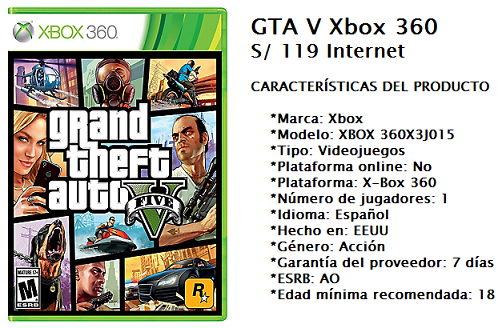 XBOX 360
grand
theft
auto
V
FIVE
MATURE 17+
M
ESRB
R
GTA V Xbox 360
S/ 119 Internet
CARACTERÍSTICAS DEL PRODUCTO
*Marca: Xbox
*Modelo: XBOX 360X3J015
*Tipo: Videojuegos
*Plataforma online: No
*Plataforma: X-Box 360
*Número de jugadores: 1
*Idioma: Español
*Hecho en: EEUU
*Género: Acción
*Garantía del proveedor: 7 días
*ESRB: AO
*Edad mínima recomendada: 18